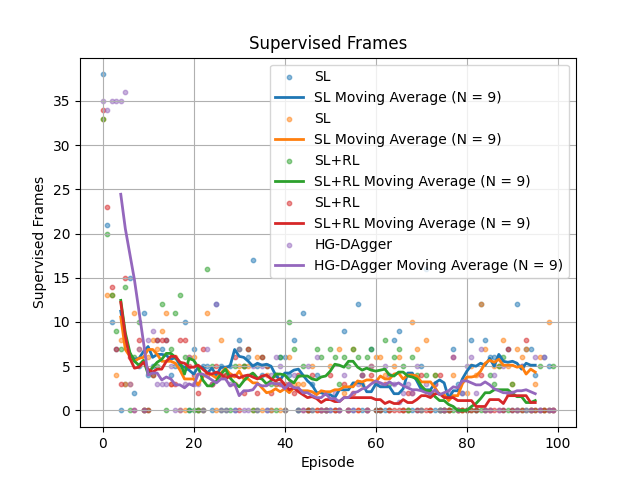 Supervised Frames
SL
SL Moving Average (N = 9)
SL
SL Moving Average (N = 9)
SL+RL
SL+RL Moving Average (N = 9)
SL+RL
SL+RL Moving Average (N = 9)
HG-DAgger
HG-DAgger Moving Average (N = 9)
Supervised Frames
35
30
25
20
15
10
5
0
0 20 40 60 80 100
Episode